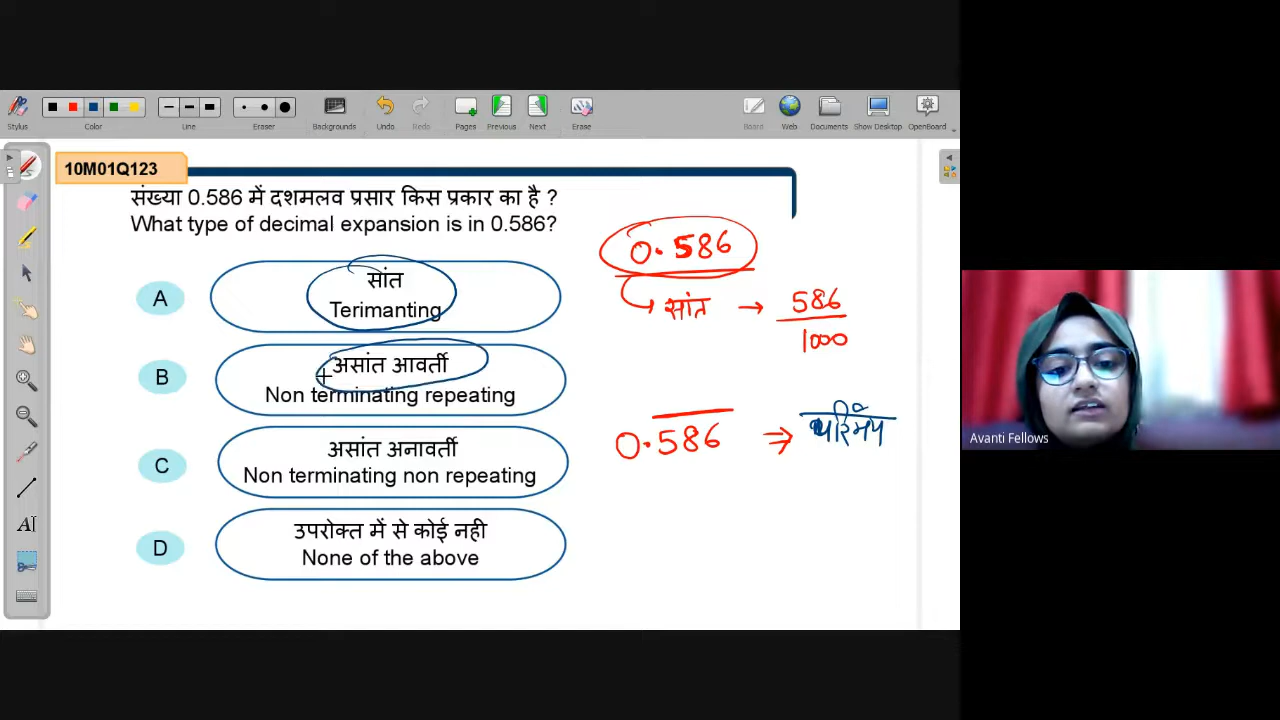 Stylus
Color
Line
Eraser
Backgrounds
Undo
Redo
Pages
Previous
Next
Erase
Board
Web
Documents
Show Desktop
OpenBoard
10M01Q123
संख्या 0.586 में दशमलव प्रसार किस प्रकार का है ?
What type of decimal expansion is in 0.586?
A
सांत
Terimanting
B
असांत आवर्ती
Non terminating repeating
C
असांत अनावर्ती
Non terminating non repeating
D
उपरोक्त में से कोई नही
None of the above
0.586
सांत → 586
1000
0.586 ⇒
AI
Avanti Fellows